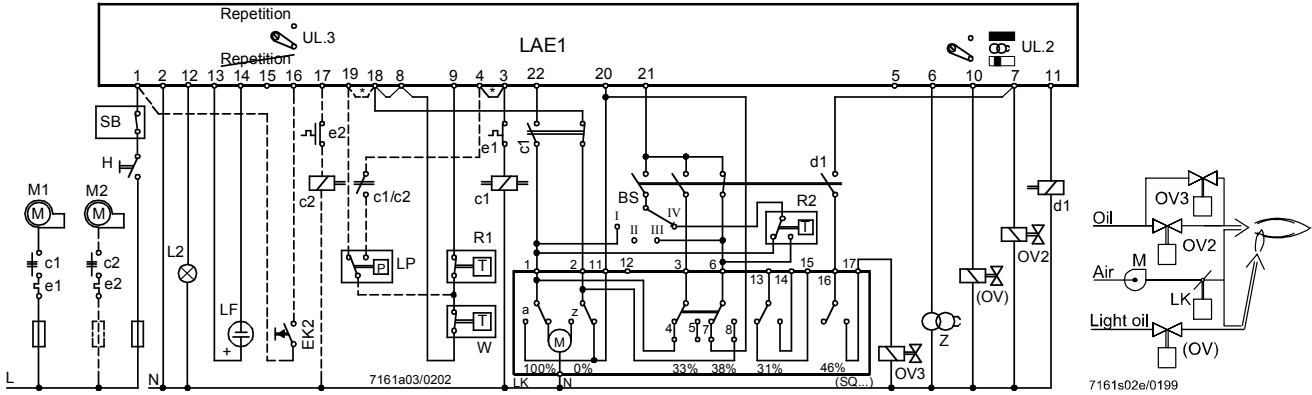 Repetition
UL.3
Repetition
LAE1
UL.2
1 2 12 13 14 15 16 17 19 18 8 9 4 3 22 20 21 5 6 10 7 11
* *
SB
H
M1 M2
M M
c1 c2
e1 e2
L2
LF
+
EK2
e2
c2
c1/c2
LP
P
R1
T
W
T
e1
c1
c1
BS
I II III IV
d1
R2
T
1 2 11 12 3 6 13 14 15 16 17
a z
M
4 5 7 8
100% 0% 33% 38% 31% 46%
LK N (SQ...)
OV3
Z
(OV)
OV2
d1
L N
7161a03/0202
OV3
Oil
OV2
Air M
LK
Light oil
(OV)
7161s02e/0199